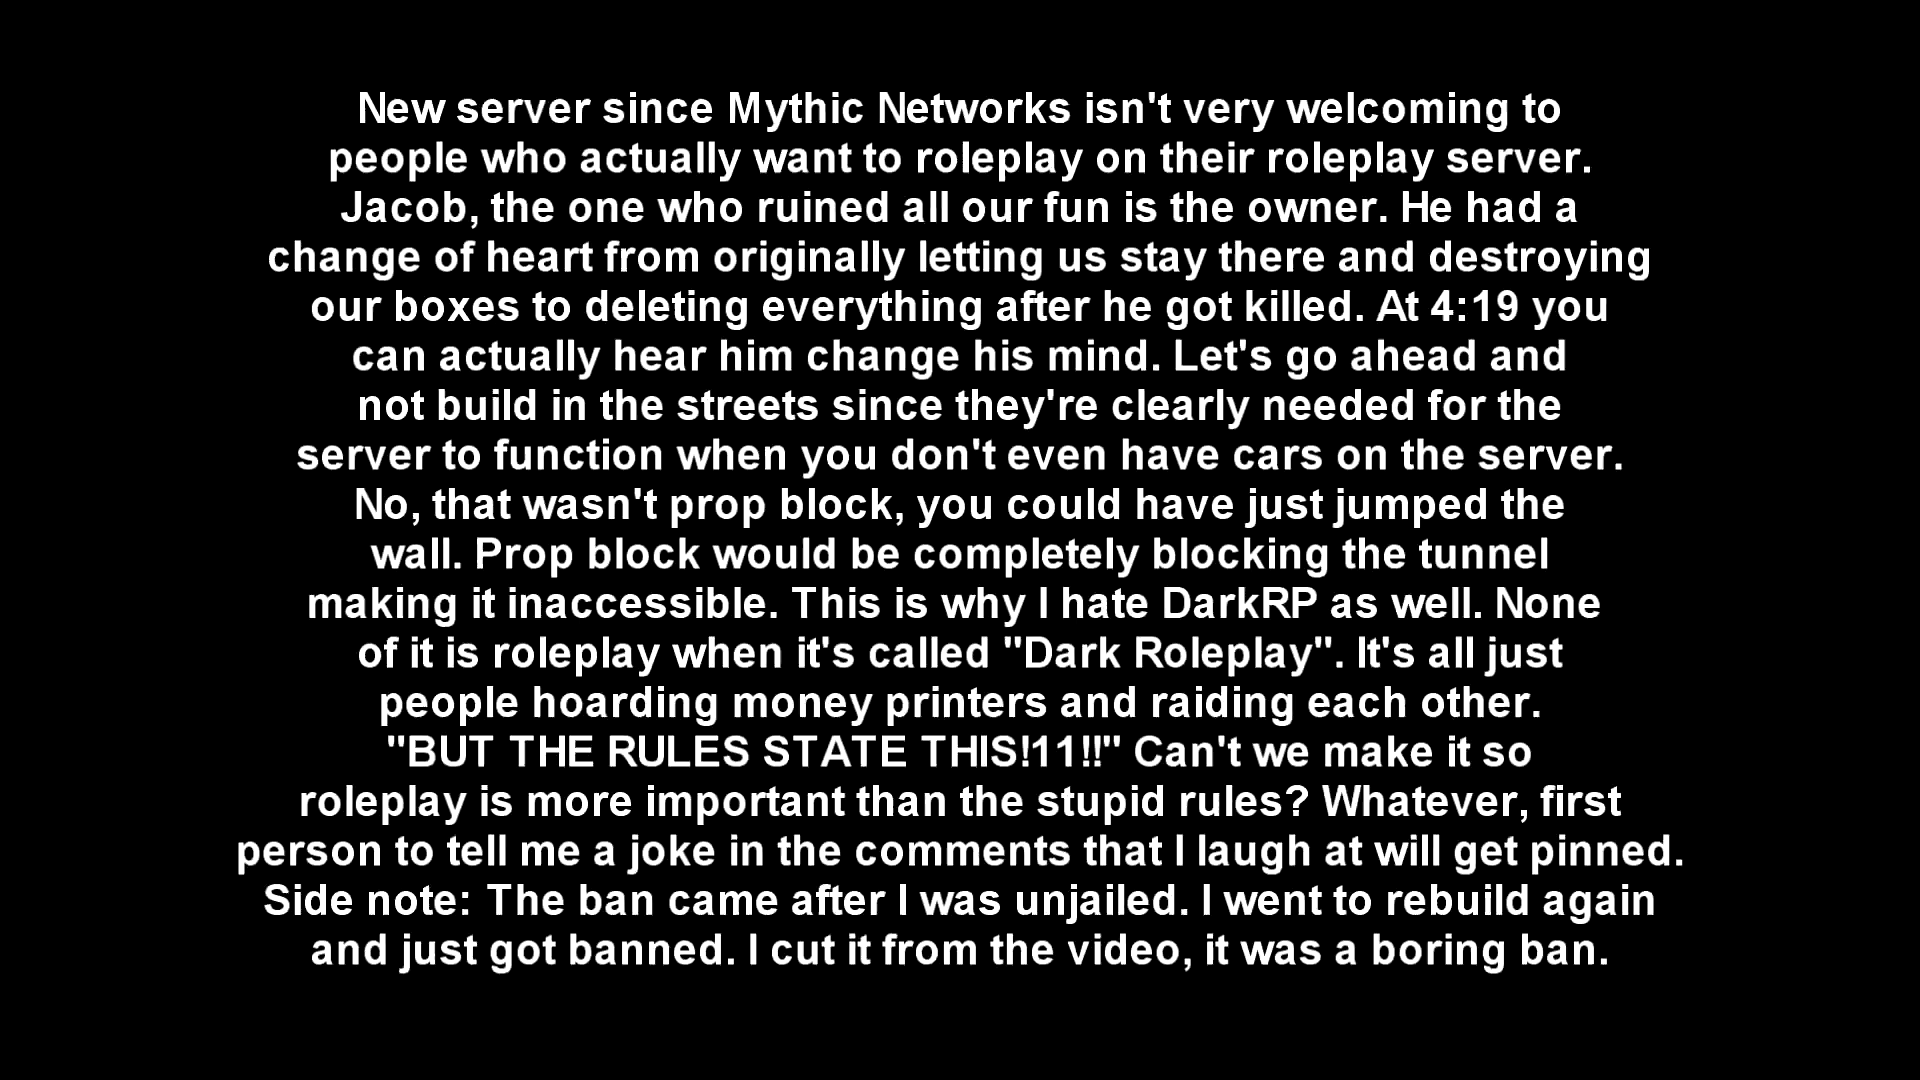 New server since Mythic Networks isn't very welcoming to
people who actually want to roleplay on their roleplay server.
Jacob, the one who ruined all our fun is the owner. He had a
change of heart from originally letting us stay there and destroying
our boxes to deleting everything after he got killed. At 4:19 you
can actually hear him change his mind. Let's go ahead and
not build in the streets since they're clearly needed for the
server to function when you don't even have cars on the server.
No, that wasn't prop block, you could have just jumped the
wall. Prop block would be completely blocking the tunnel
making it inaccessible. This is why I hate DarkRP as well. None
of it is roleplay when it's called "Dark Roleplay". It's all just
people hoarding money printers and raiding each other.
"BUT THE RULES STATE THIS!11!!" Can't we make it so
roleplay is more important than the stupid rules? Whatever, first
person to tell me a joke in the comments that I laugh at will get pinned.
Side note: The ban came after I was unjailed. I went to rebuild again
and just got banned. I cut it from the video, it was a boring ban.